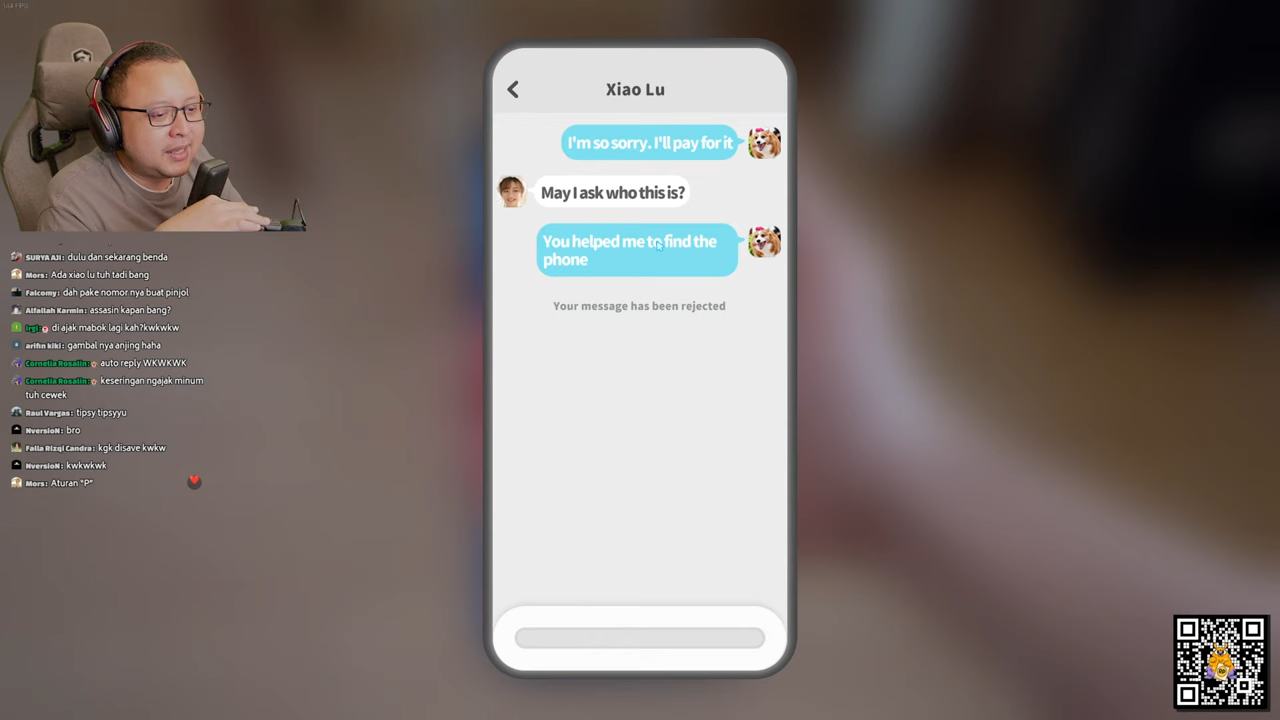 Xiao Lu
I'm so sorry. I'll pay for it
May I ask who this is?
You helped me to find the
phone
Your message has been rejected
SURYA AJI: dulu dan sekarang benda
Mors: Ada xiao lu tuh tadi bang
Falcomy: dah pake nomor nya buat pinjol
Alfallah Karmin: assasin kapan bang?
Irgi: di ajak mabok lagi kah?kwkwkw
arifin kiki: gambal nya anjing haha
Cornelia Rosalin: auto reply WKWKWK
Cornelia Rosalin: keseringan ngajak minum
tuh cewek
Raul Vargas: tipsy tipsyyu
NversioN: bro
Falla Rizqi Candra: kgk disave kwkw
NversioN: kwkwkwk
Mors: Aturan "P"